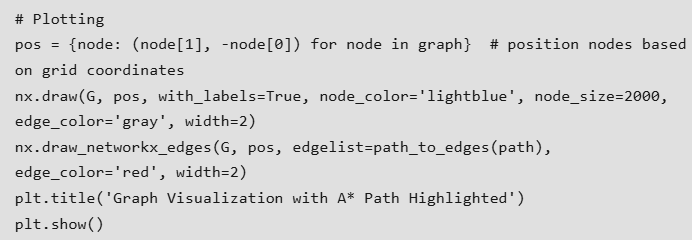 # Plotting
pos = {node: (node[1], -node[0]) for node in graph}  # position nodes based
on grid coordinates
nx.draw(G, pos, with_labels=True, node_color='lightblue', node_size=2000,
edge_color='gray', width=2)
nx.draw_networkx_edges(G, pos, edgelist=path_to_edges(path),
edge_color='red', width=2)
plt.title('Graph Visualization with A* Path Highlighted')
plt.show()